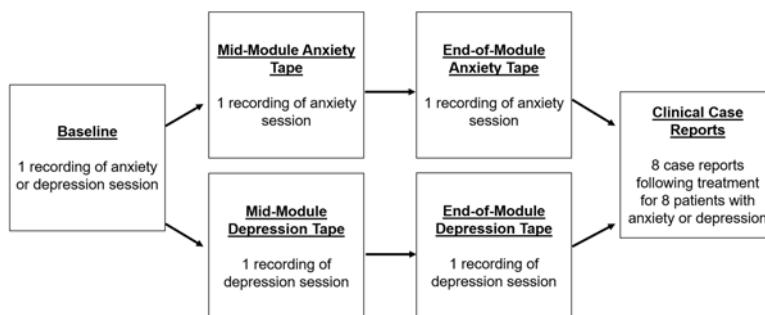 Baseline
1 recording of anxiety
or depression session
Mid-Module Anxiety
Tape
1 recording of anxiety
session
End-of-Module
Anxiety Tape
1 recording of anxiety
session
Mid-Module
Depression Tape
1 recording of
depression session
End-of-Module
Depression Tape
1 recording of
depression session
Clinical Case
Reports
8 case reports
following treatment
for 8 patients with
anxiety or depression